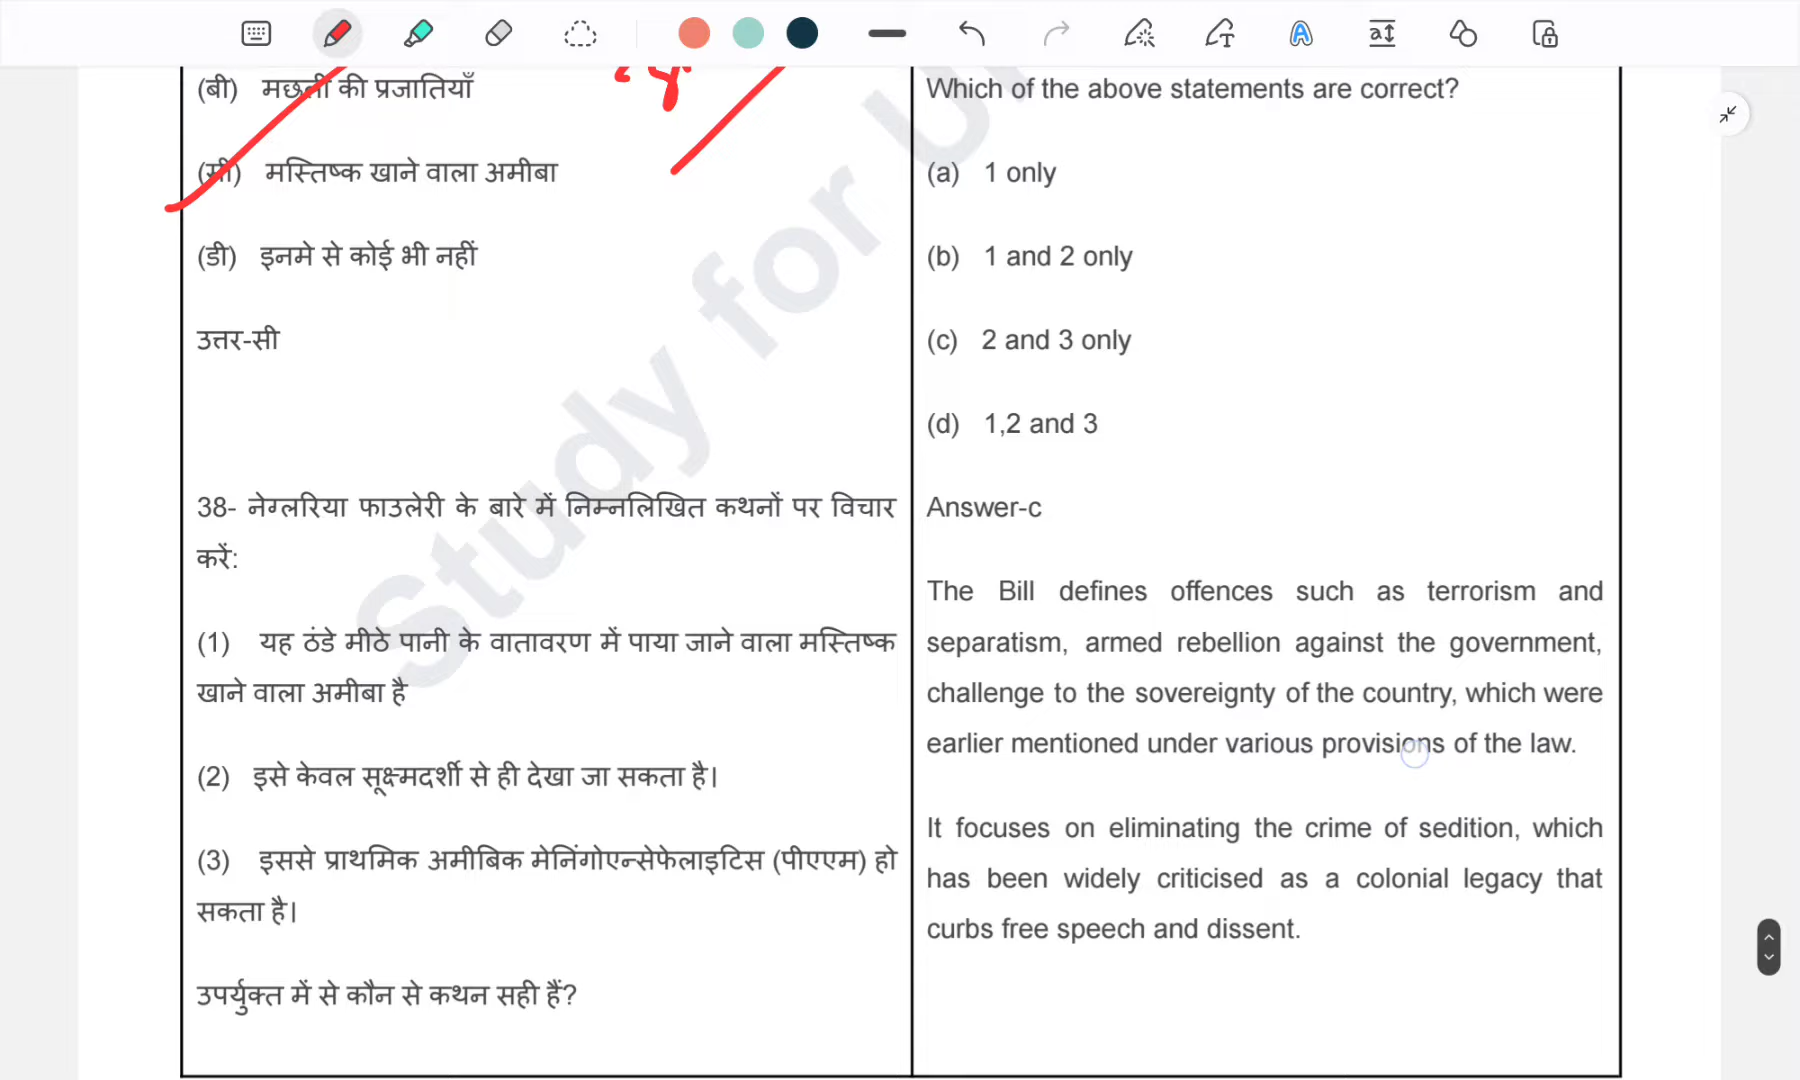 (बी) मछली की प्रजातियाँ
(सी) मस्तिष्क खाने वाला अमीबा
(डी) इनमे से कोई भी नहीं
उत्तर-सी
38- नेग्लरिया फाउलेरी के बारे में निम्नलिखित कथनों पर विचार
करें:
(1) यह ठंडे मीठे पानी के वातावरण में पाया जाने वाला मस्तिष्क
खाने वाला अमीबा है
(2) इसे केवल सूक्ष्मदर्शी से ही देखा जा सकता है।
(3) इससे प्राथमिक अमीबिक मेनिंगोएन्सेफेलाइटिस (पीएएम) हो
सकता है।
उपर्युक्त में से कौन से कथन सही हैं?
Which of the above statements are correct?
(a) 1 only
(b) 1 and 2 only
(c) 2 and 3 only
(d) 1,2 and 3
Answer-c
The Bill defines offences such as terrorism and
separatism, armed rebellion against the government,
challenge to the sovereignty of the country, which were
earlier mentioned under various provisions of the law.
It focuses on eliminating the crime of sedition, which
has been widely criticised as a colonial legacy that
curbs free speech and dissent.
Study for